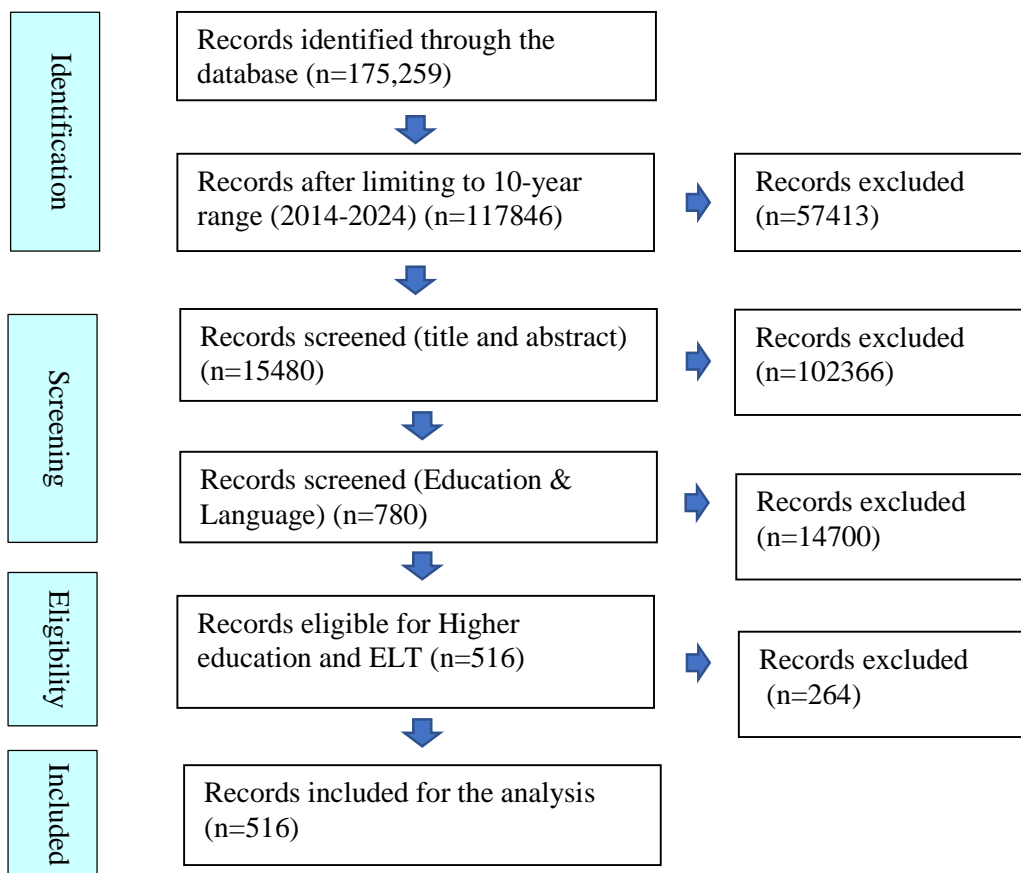 Identification
Records identified through the
database (n=175,259)
Records after limiting to 10-year
range (2014-2024) (n=117846)
Records excluded
(n=57413)
Screening
Records screened (title and abstract)
(n=15480)
Records excluded
(n=102366)
Records screened (Education &
Language) (n=780)
Records excluded
(n=14700)
Eligibility
Records eligible for Higher
education and ELT (n=516)
Records excluded
(n=264)
Included
Records included for the analysis
(n=516)